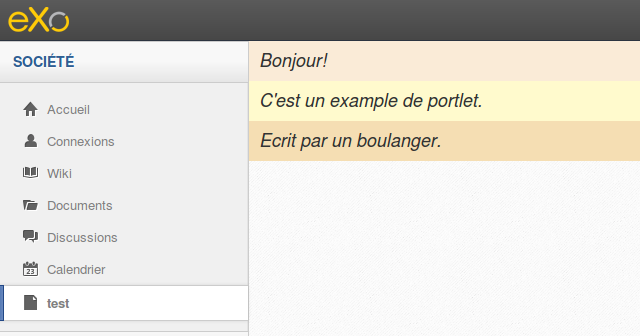 eXo
SOCIÉTÉ
Accueil
Connexions
Wiki
Documents
Discussions
23
Calendrier
test
Bonjour!
C'est un example de portlet.
Ecrit par un boulanger.